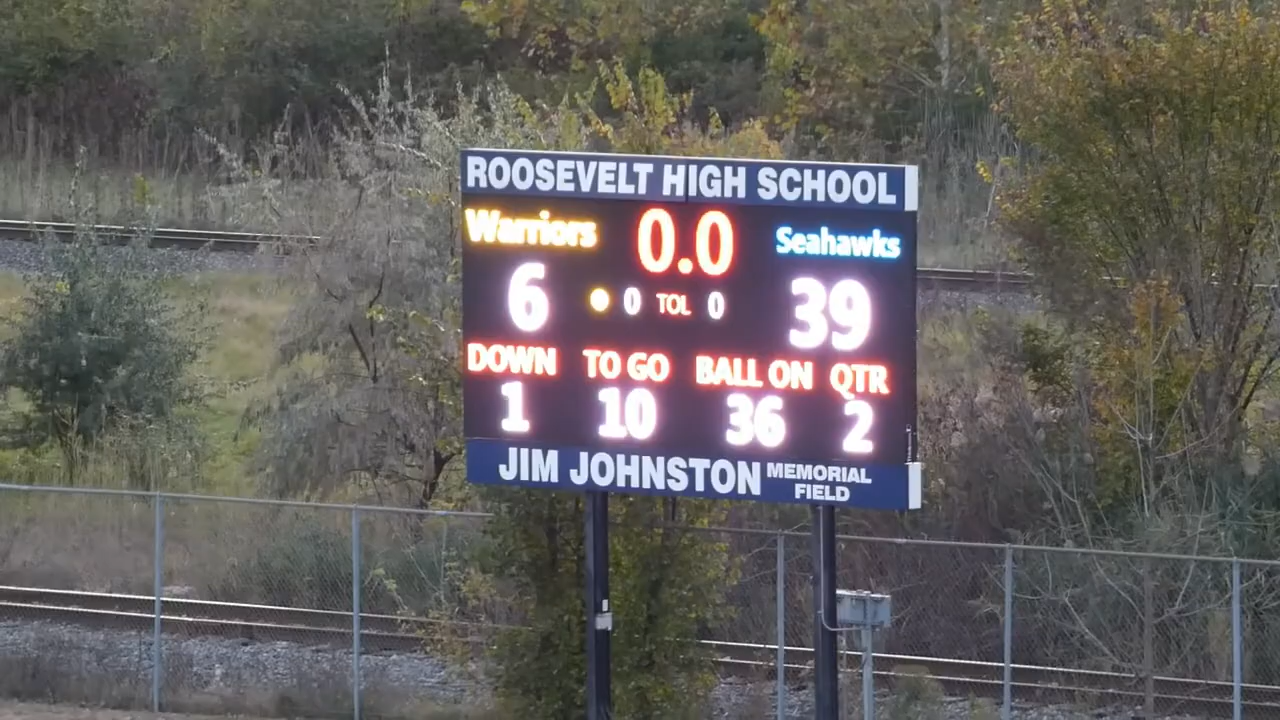 ROOSEVELT HIGH SCHOOL
Warriors 0.0 Seahawks
6 0 TOL 0 39
DOWN TO GO BALL ON QTR
1 10 36 2
JIM JOHNSTON MEMORIAL
FIELD